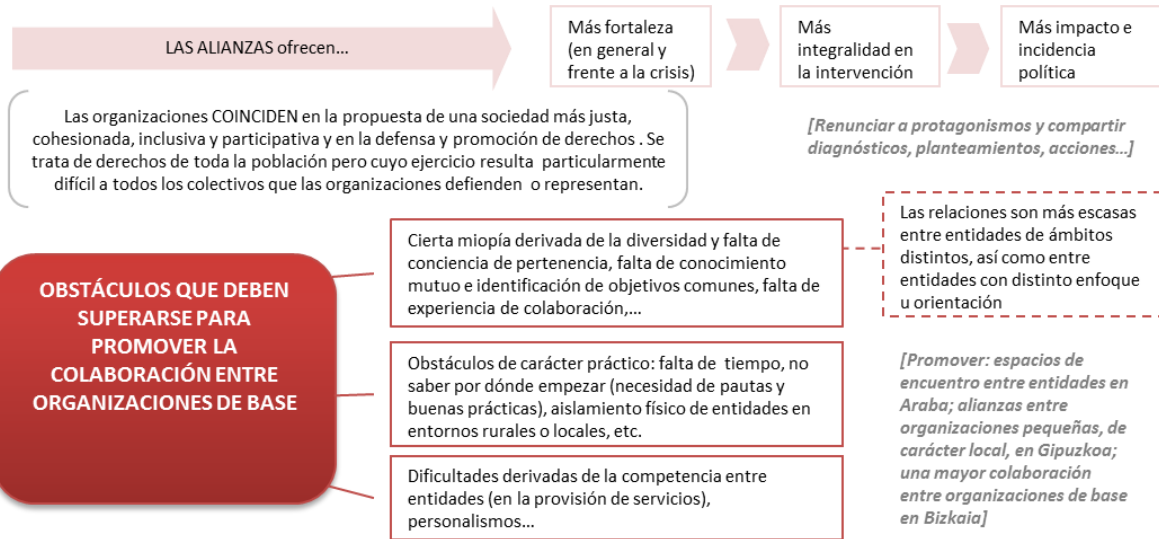 LAS ALIANZAS ofrecen...
Más fortaleza
(en general y
frente a la crisis)
Más
integralidad en
la intervención
Más impacto e
incidencia
política
Las organizaciones COINCIDEN en la propuesta de una sociedad más justa,
cohesionada, inclusiva y participativa y en la defensa y promoción de derechos . Se
trata de derechos de toda la población pero cuyo ejercicio resulta particularmente
difícil a todos los colectivos que las organizaciones defienden o representan.
[Renunciar a protagonismos y compartir
diagnósticos, planteamientos, acciones...]
OBSTÁCULOS QUE DEBEN
SUPERARSE PARA
PROMOVER LA
COLABORACIÓN ENTRE
ORGANIZACIONES DE BASE
Cierta miopía derivada de la diversidad y falta de
conciencia de pertenencia, falta de conocimiento
mutuo e identificación de objetivos comunes, falta de
experiencia de colaboración,...
Las relaciones son más escasas
entre entidades de ámbitos
distintos, así como entre
entidades con distinto enfoque
u orientación
Obstáculos de carácter práctico: falta de tiempo, no
saber por dónde empezar (necesidad de pautas y
buenas prácticas), aislamiento físico de entidades en
entornos rurales o locales, etc.
[Promover: espacios de
encuentro entre entidades en
Araba; alianzas entre
organizaciones pequeñas, de
carácter local, en Gipuzkoa;
una mayor colaboración
entre organizaciones de base
en Bizkaia]
Dificultades derivadas de la competencia entre
entidades (en la provisión de servicios),
personalismos...